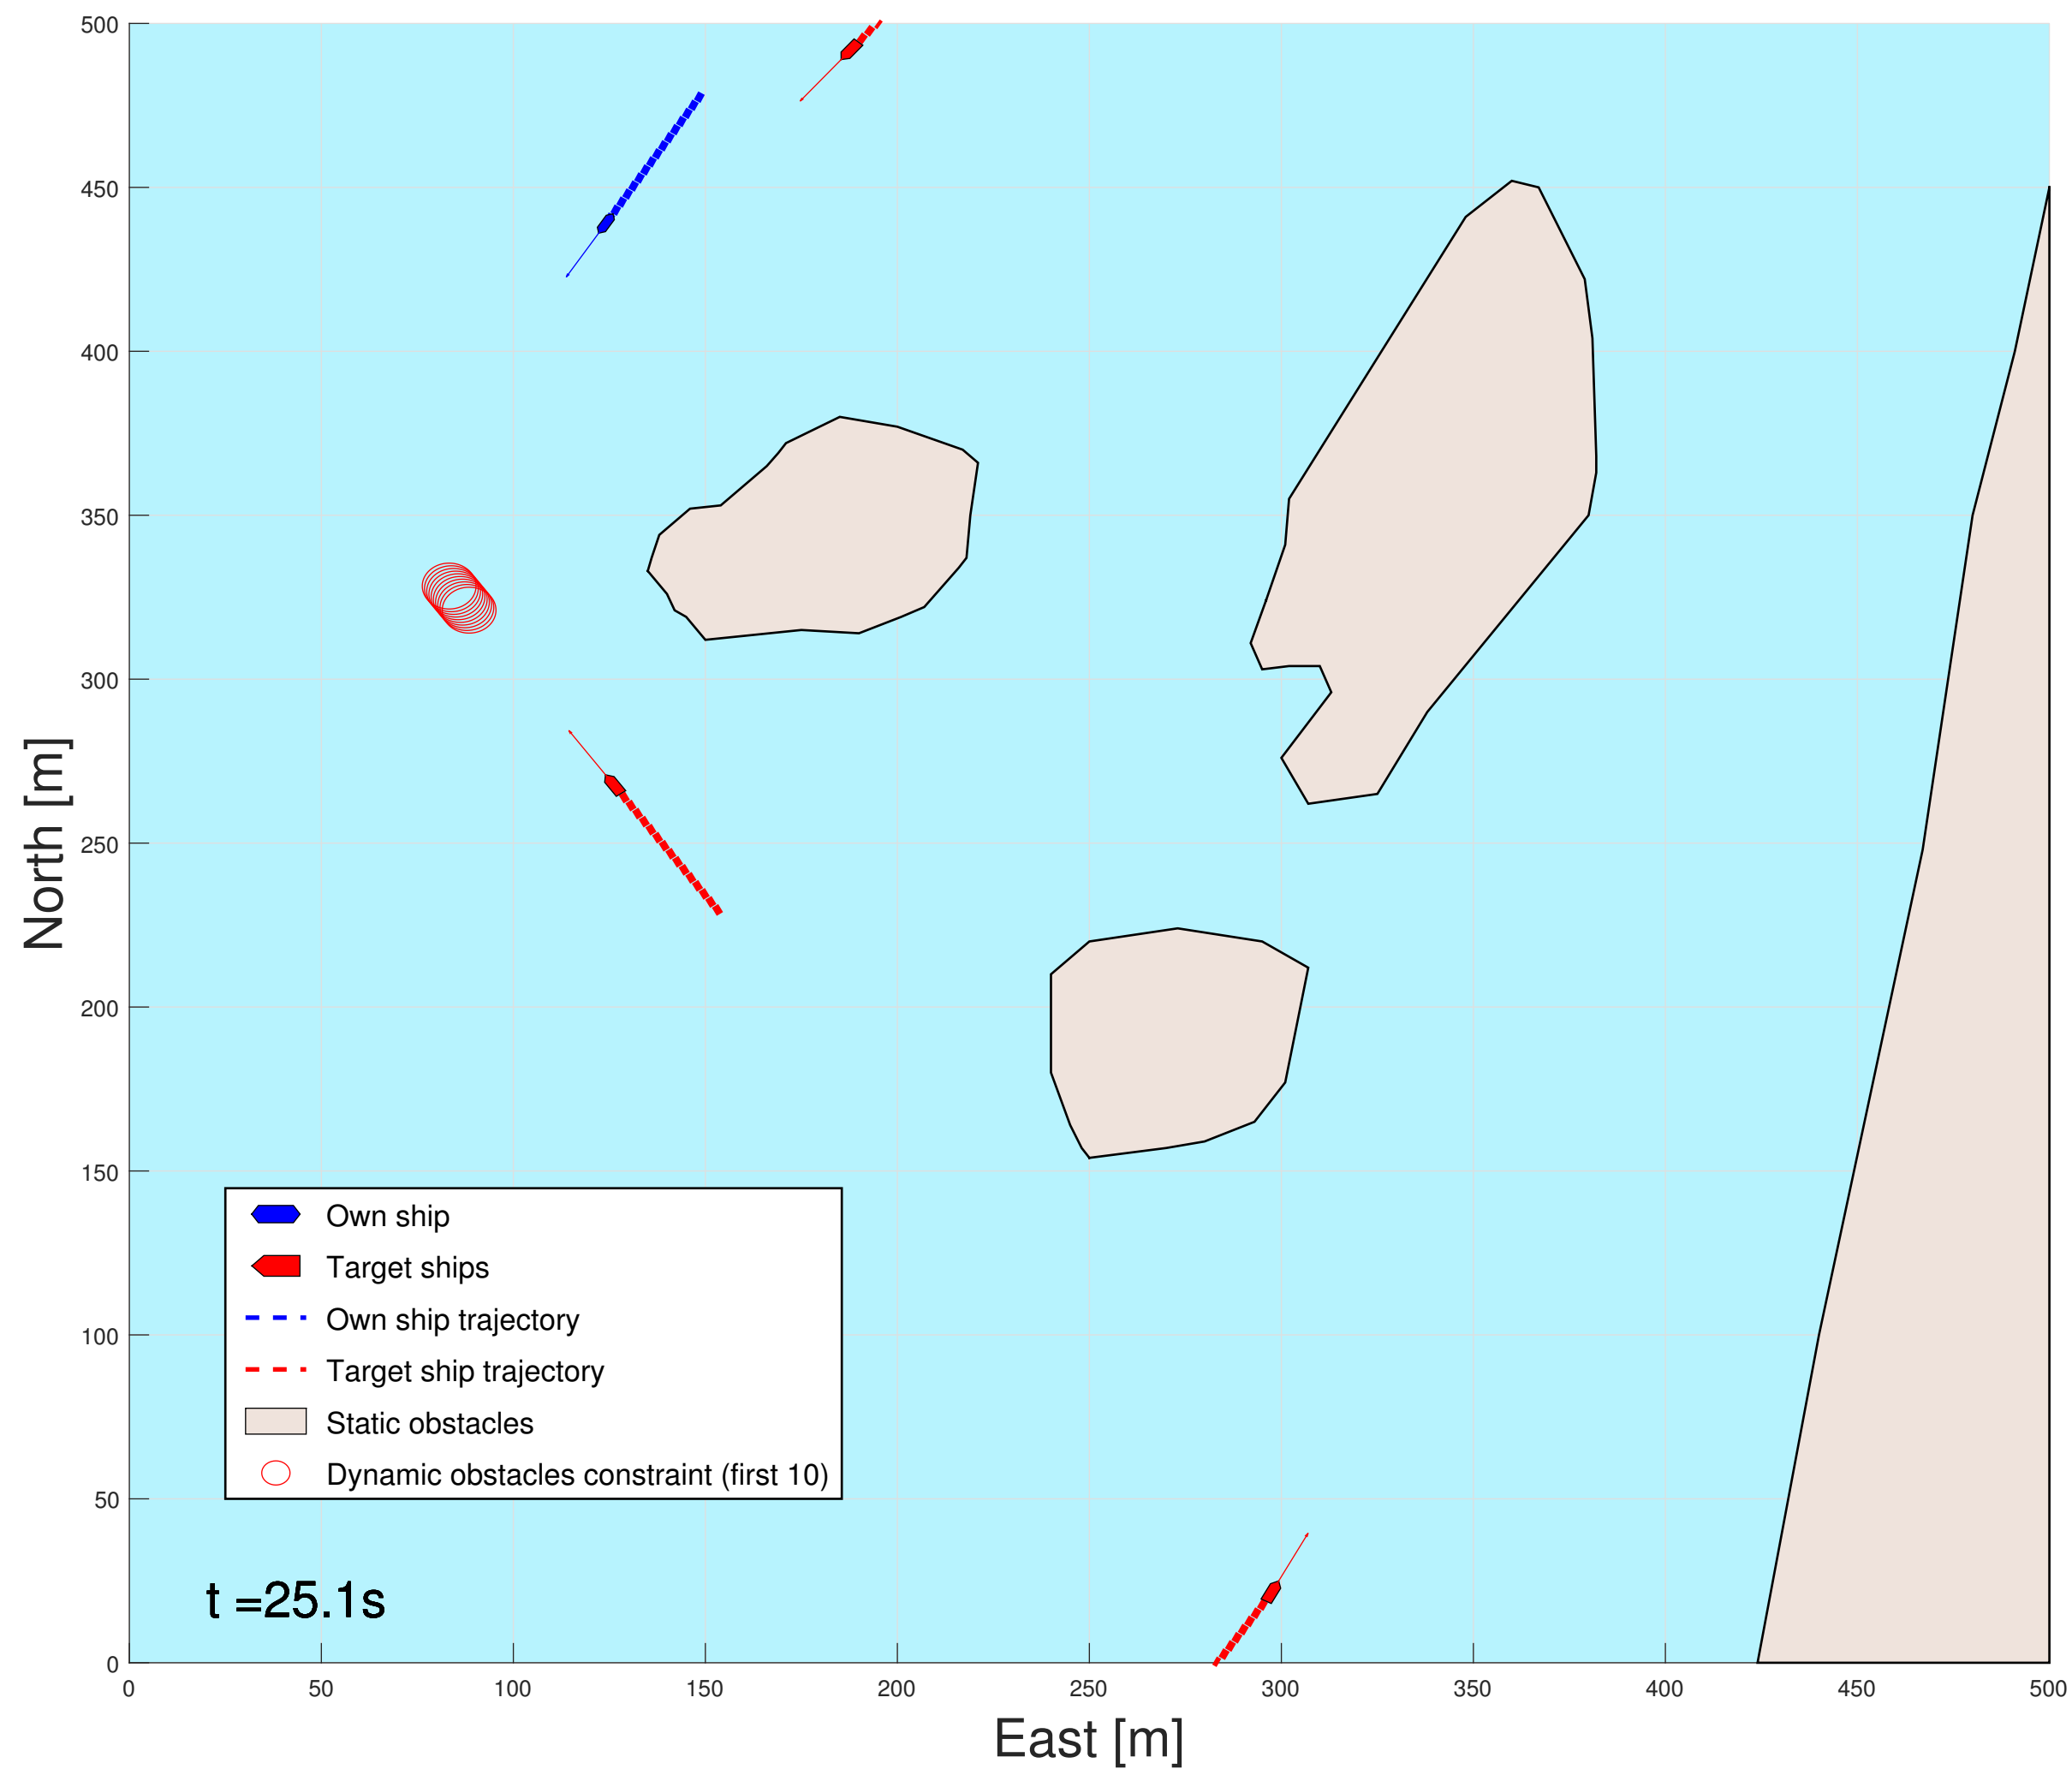 500
450
400
350
300
250
200
150
100
50
0
North [m]
Own ship
Target ships
Own ship trajectory
Target ship trajectory
Static obstacles
Dynamic obstacles constraint (first 10)
t =25.1s
0 50 100 150 200 250 300 350 400 450 500
East [m]